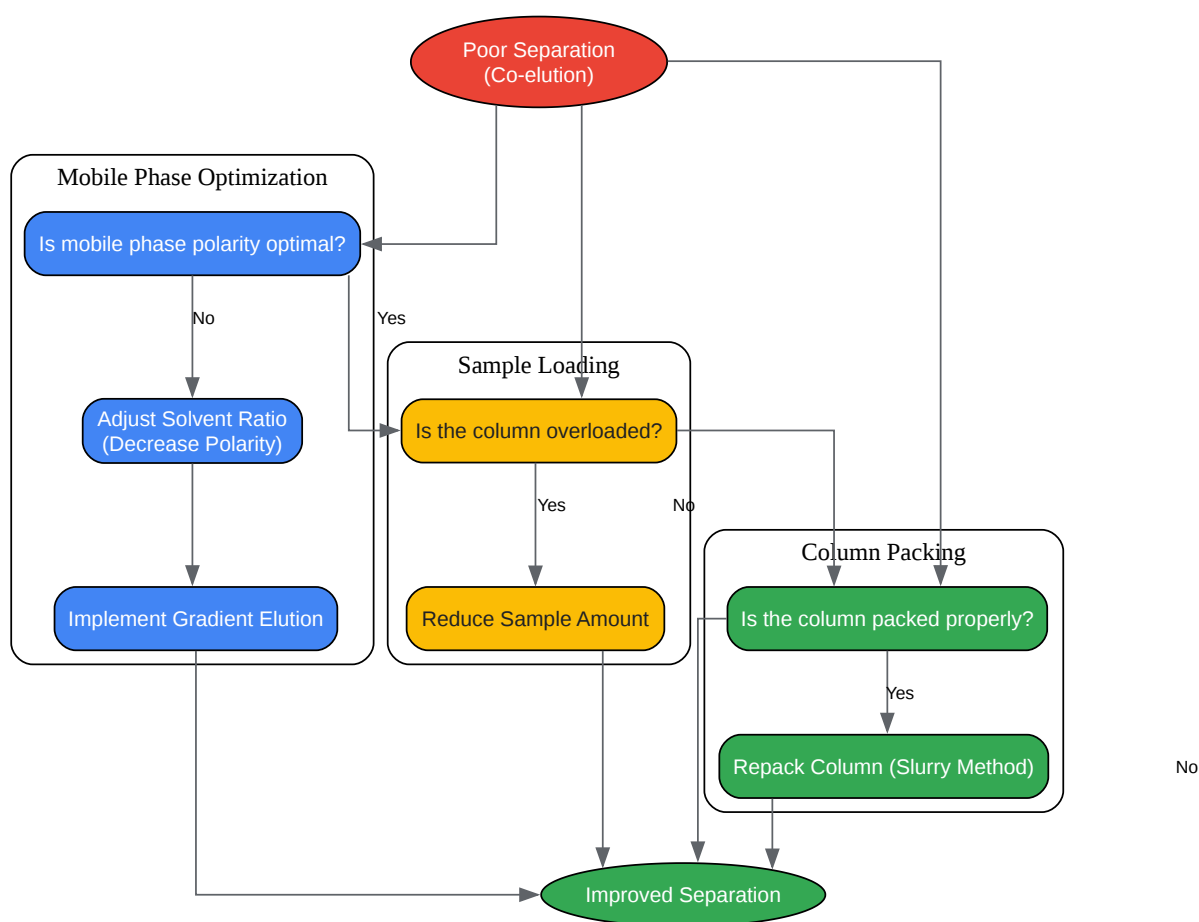 Poor Separation
(Co-elution)
Mobile Phase Optimization
Is mobile phase polarity optimal?
No
Yes
Adjust Solvent Ratio
(Decrease Polarity)
Implement Gradient Elution
Sample Loading
Is the column overloaded?
Yes
No
Reduce Sample Amount
Column Packing
Is the column packed properly?
Yes
Repack Column (Slurry Method)
No
Improved Separation